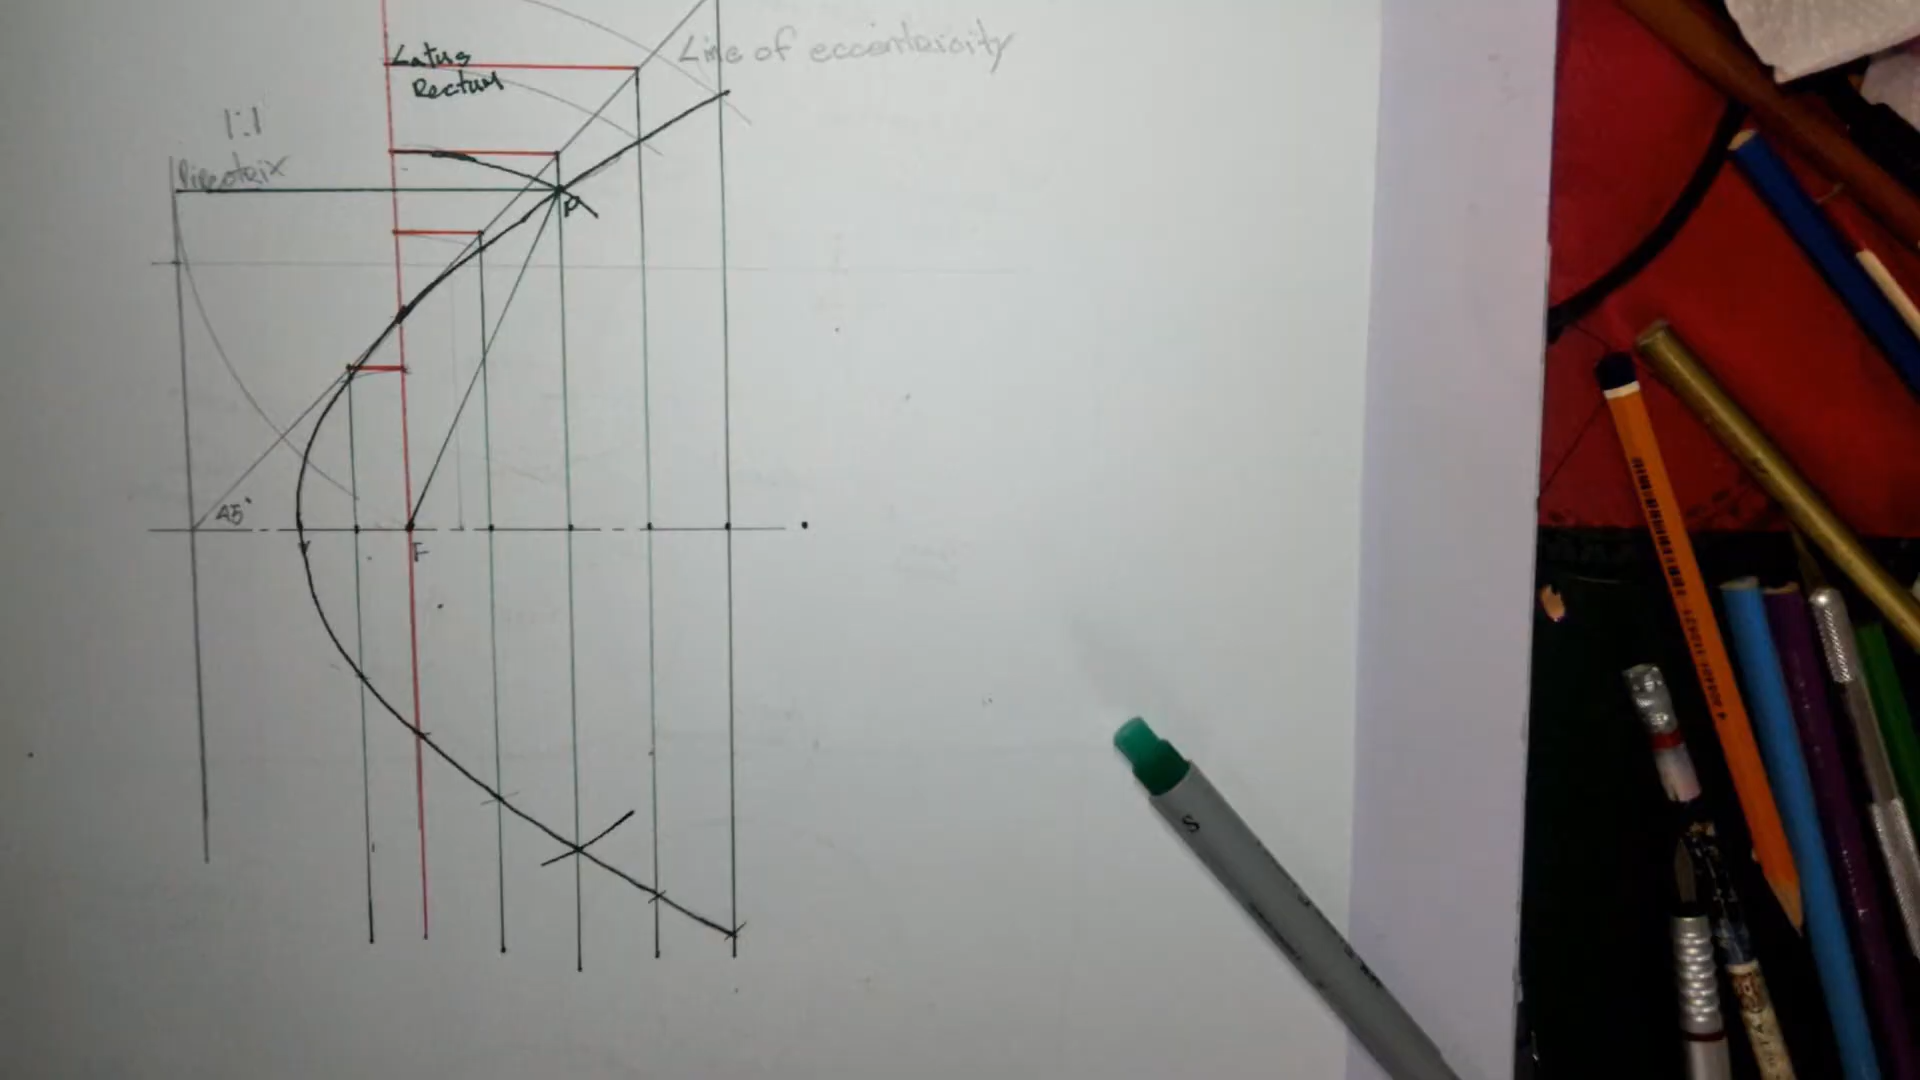 Latus
Rectum
Line of eccentricity
1:1
Directrix
P
45°
F
S